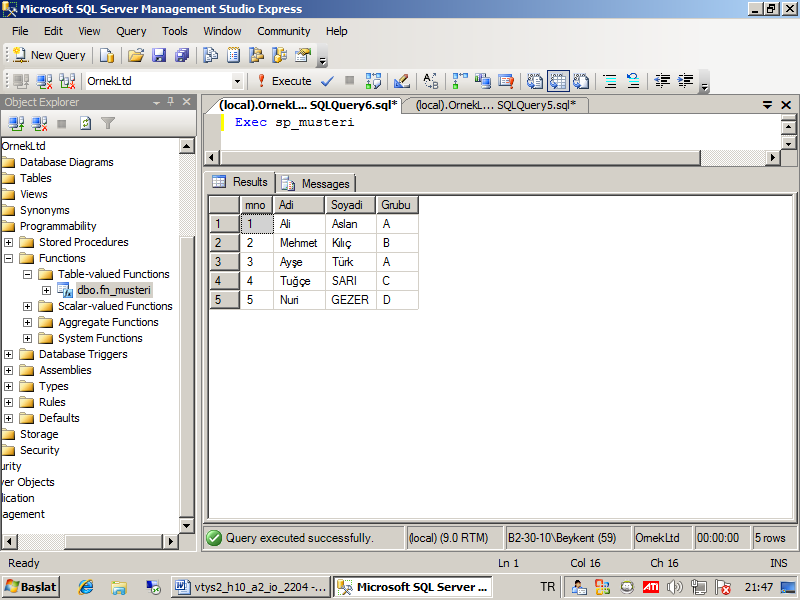 Microsoft SQL Server Management Studio Express
File Edit View Query Tools Window Community Help
New Query
OrnekLtd Execute
Object Explorer
(local).OrnekL... SQLQuery6.sql* (local).OrnekL... SQLQuery5.sql*
Exec sp_musteri
OrnekLtd
Database Diagrams
Tables
Views
Synonyms
Programmability
Stored Procedures
Functions
Table-valued Functions
dbo.fn_musteri
Scalar-valued Functions
Aggregate Functions
System Functions
Database Triggers
Assemblies
Types
Rules
Defaults
Storage
Security
urity
ver Objects
lication
agement
Results Messages
mno Adi Soyadi Grubu
1 1 Ali Aslan A
2 2 Mehmet Kılıç B
3 3 Ayşe Türk A
4 4 Tuğçe SARI C
5 5 Nuri GEZER D
Query executed successfully. (local) (9.0 RTM) B2-30-10\Beykent (59) OrnekLtd 00:00:00 5 rows
Ready Ln 1 Col 16 Ch 16 INS
Başlat vtys2_h10_a2_io_2204 -... Microsoft SQL Server ... TR ATI 21:47